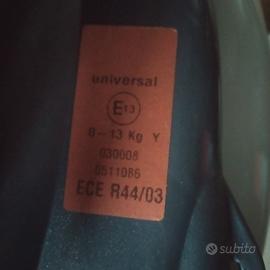 universal
E13
0-13 Kg Y
030008
0511086
ECE R44/03
subito